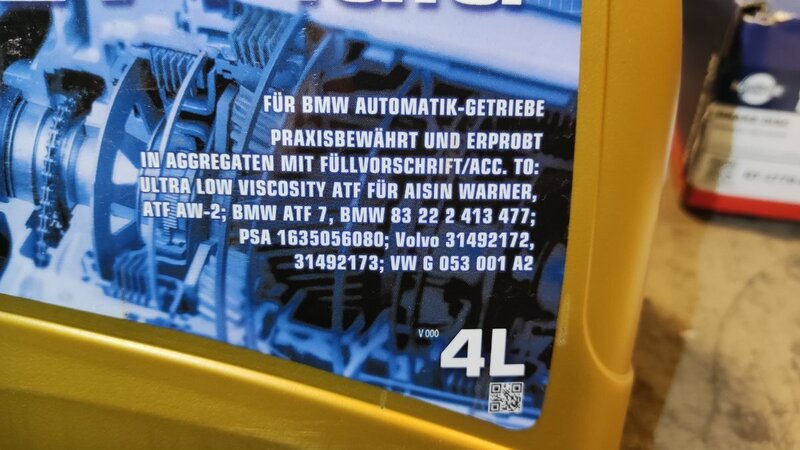 FÜR BMW AUTOMATIK-GETRIEBE
PRAXISBEWÄHRT UND ERPROBT
IN AGGREGATEN MIT FÜLLVORSCHRIFT/ACC. TO:
ULTRA LOW VISCOSITY ATF FÜR AISIN WARNER,
ATF AW-2; BMW ATF 7, BMW 83 22 2 413 477;
PSA 1635056080; Volvo 31492172,
31492173; VW G 053 001 A2
V 000
4L